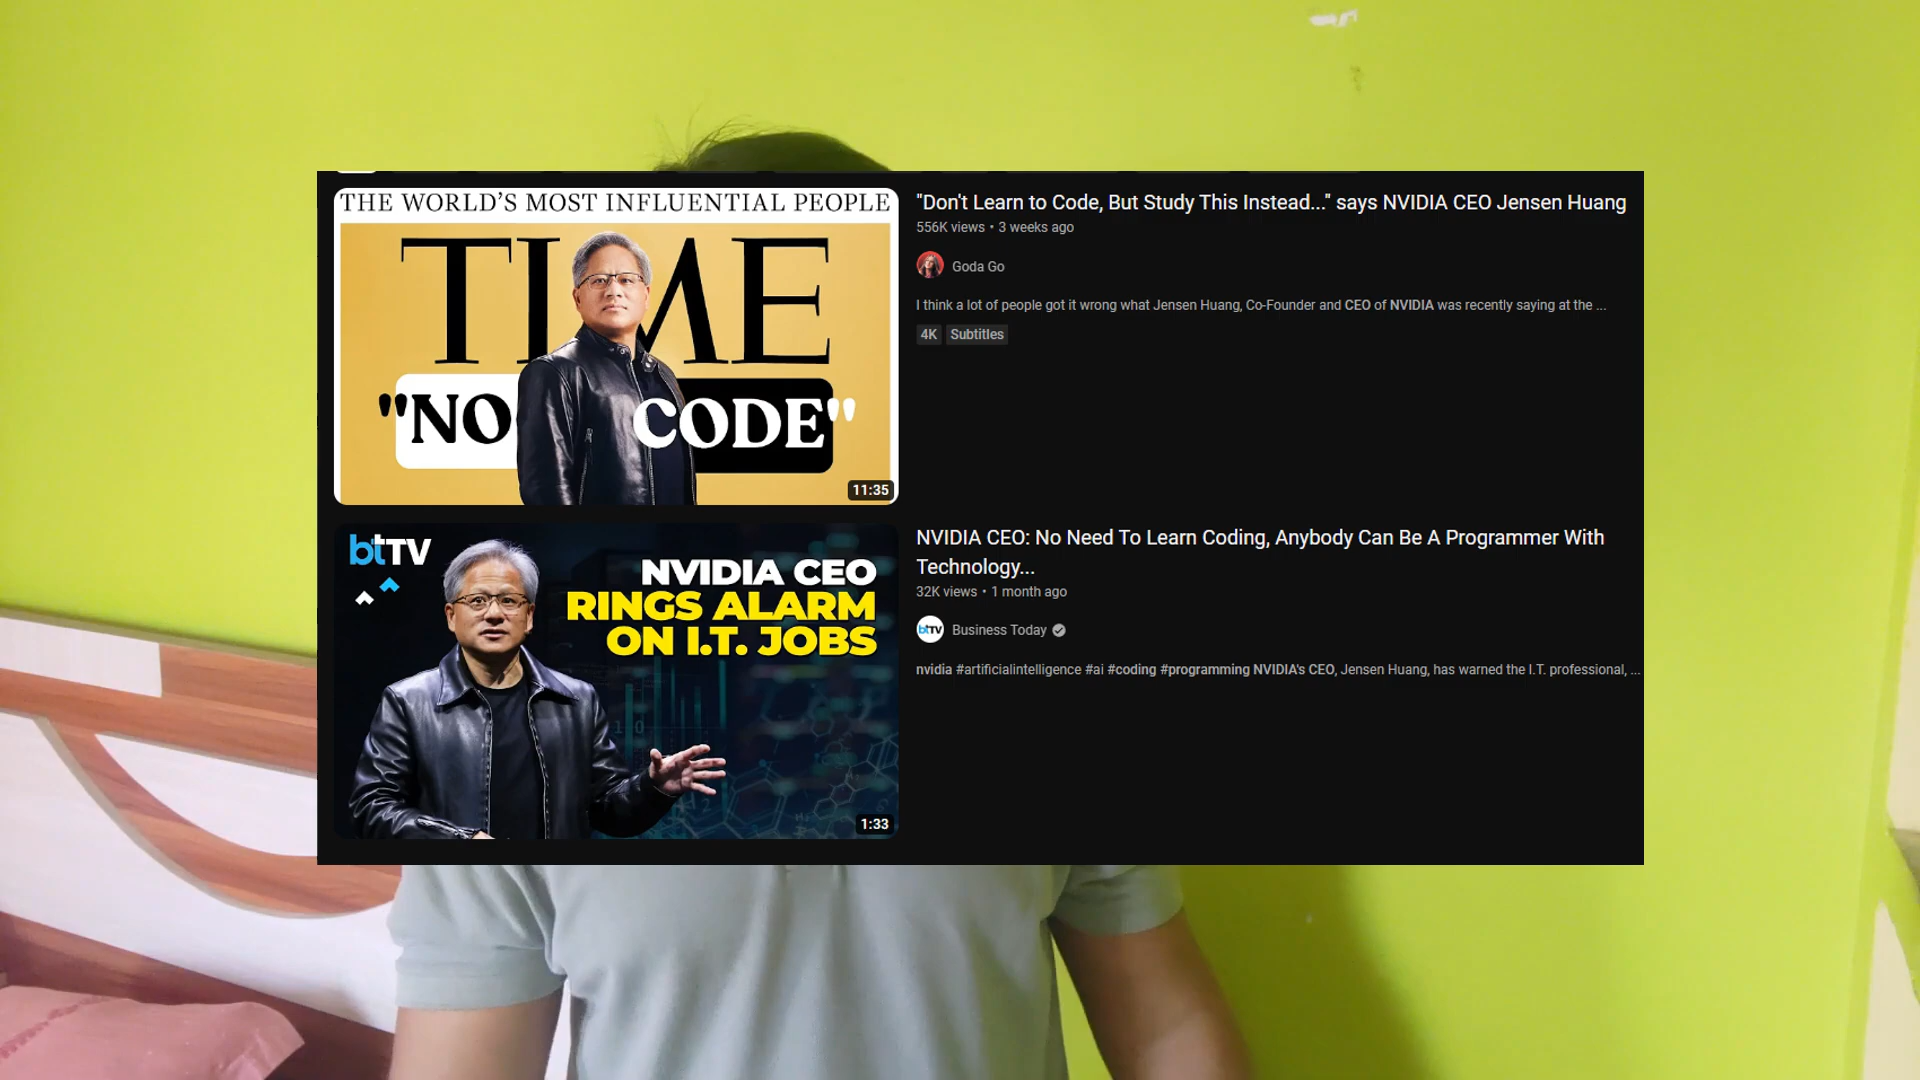 THE WORLD'S MOST INFLUENTIAL PEOPLE
TIME
"NO CODE"
11:35
"Don't Learn to Code, But Study This Instead..." says NVIDIA CEO Jensen Huang
556K views • 3 weeks ago
Goda Go
I think a lot of people got it wrong what Jensen Huang, Co-Founder and CEO of NVIDIA was recently saying at the ...
4K Subtitles
btTV
NVIDIA CEO
RINGS ALARM
ON I.T. JOBS
1:33
NVIDIA CEO: No Need To Learn Coding, Anybody Can Be A Programmer With
Technology...
32K views • 1 month ago
btTV
Business Today
nvidia #artificialintelligence #ai #coding #programming NVIDIA's CEO, Jensen Huang, has warned the I.T. professional, ...